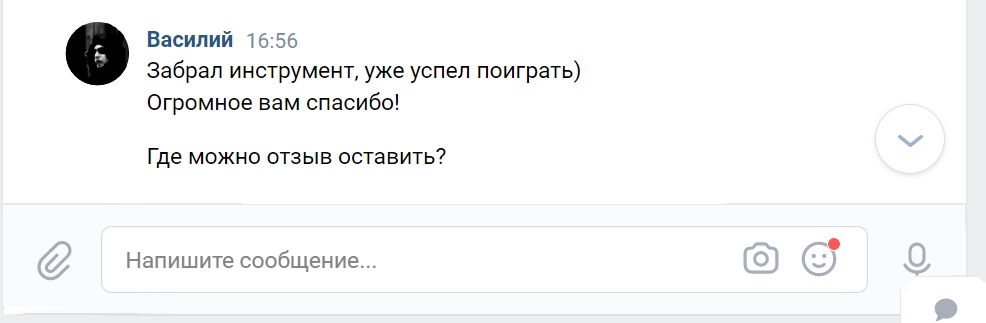 Василий 16:56
Забрал инструмент, уже успел поиграть)
Огромное вам спасибо!
Где можно отзыв оставить?
Напишите сообщение...